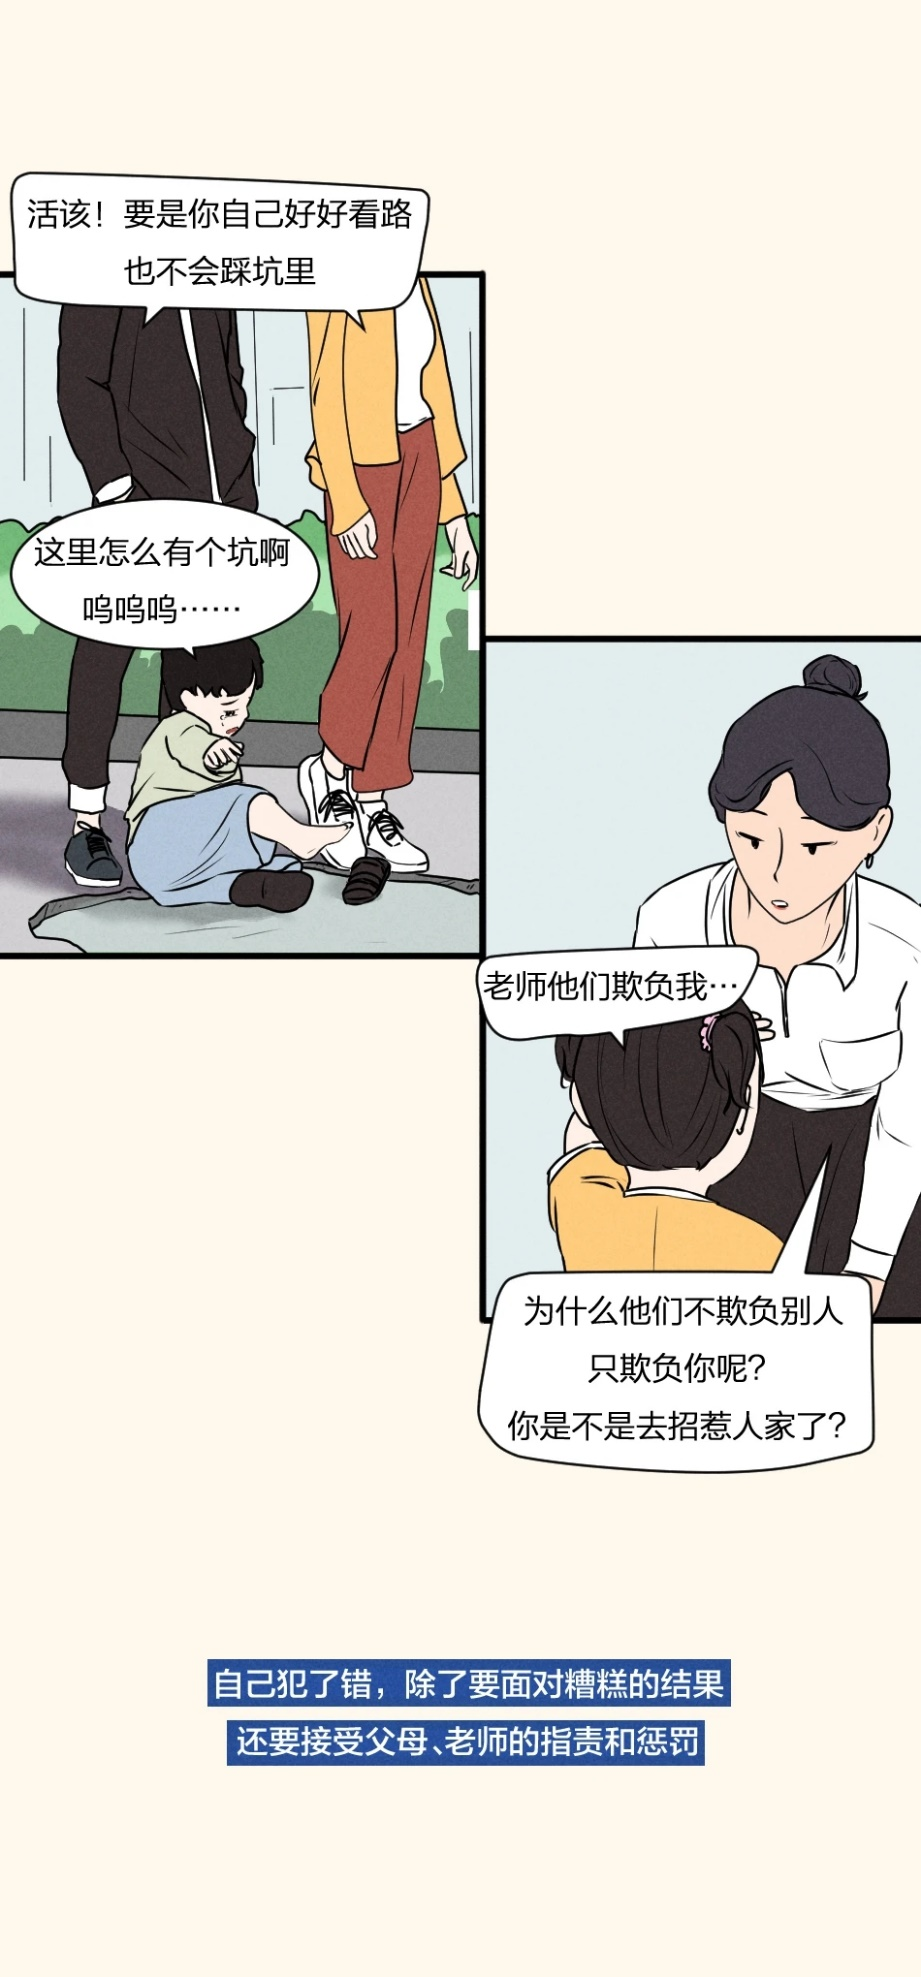 活该！要是你自己好好看路
也不会踩坑里
这里怎么有个坑啊
呜呜呜……
老师他们欺负我…
为什么他们不欺负别人
只欺负你呢？
你是不是去招惹人家了？
自己犯了错，除了要面对糟糕的结果
还要接受父母、老师的指责和惩罚